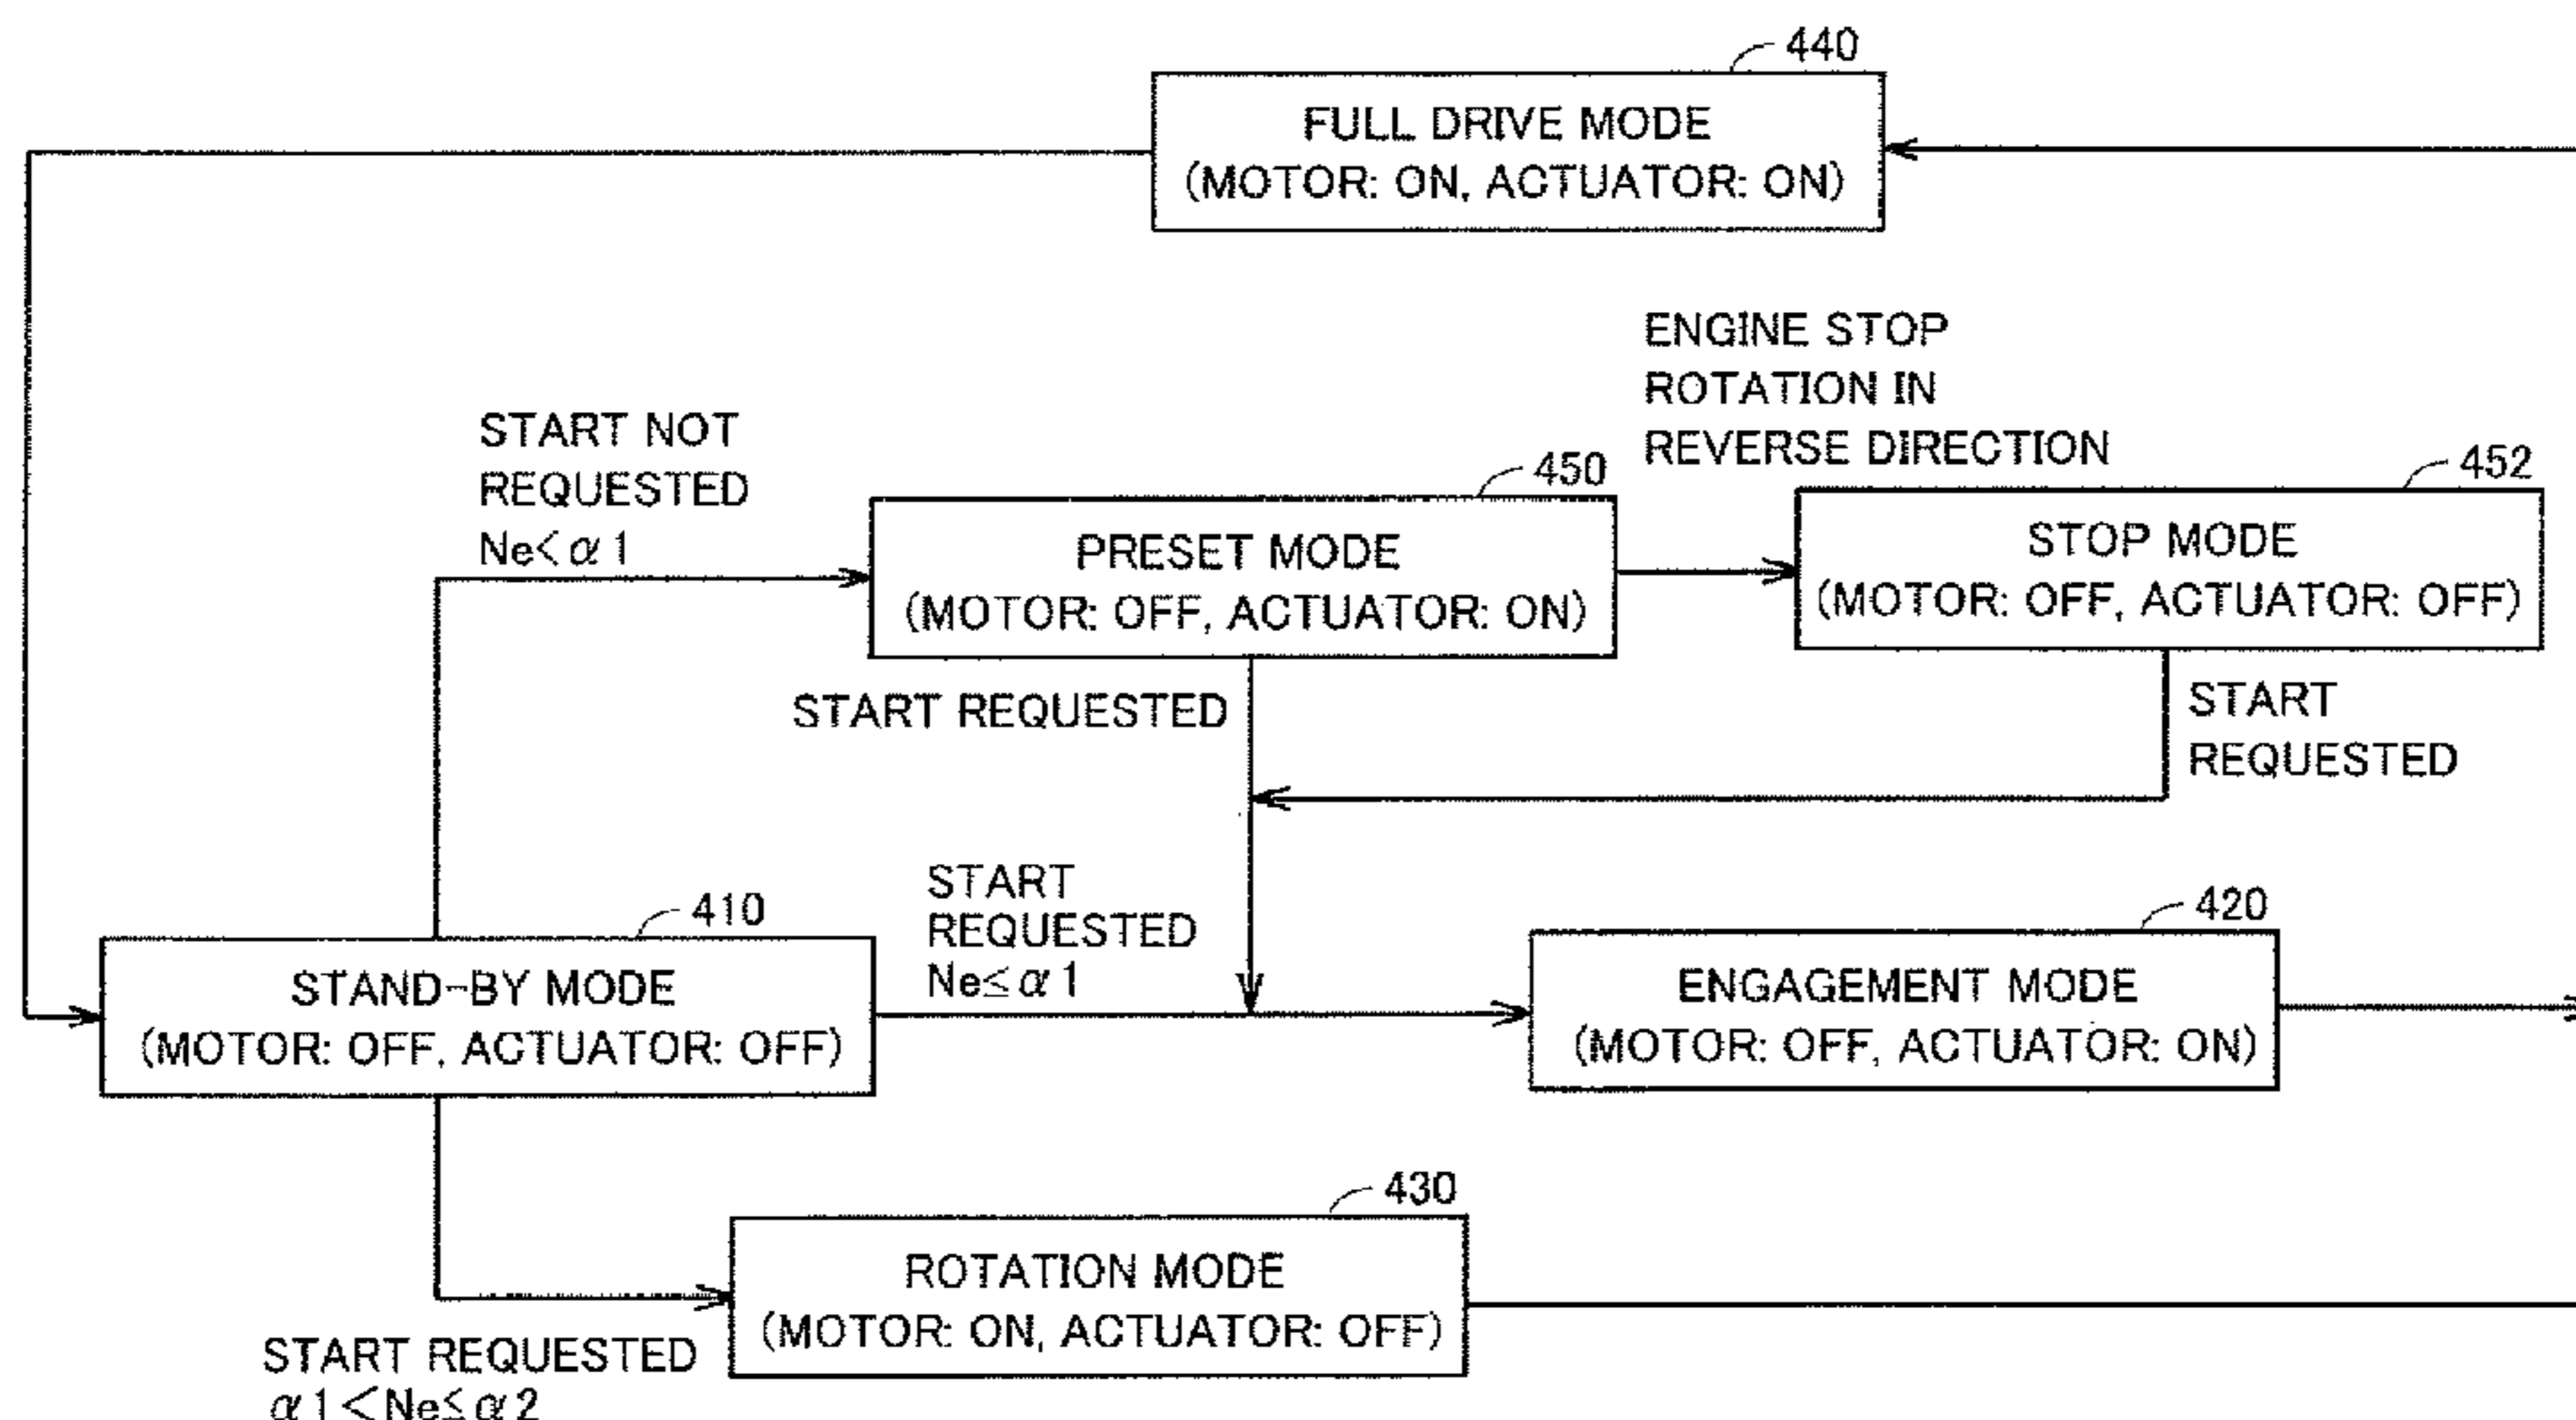 440
FULL DRIVE MODE
(MOTOR: ON, ACTUATOR: ON)
ENGINE STOP
ROTATION IN
REVERSE DIRECTION
START NOT
REQUESTED
Ne<α1
450
PRESET MODE
(MOTOR: OFF, ACTUATOR: ON)
452
STOP MODE
(MOTOR: OFF, ACTUATOR: OFF)
START REQUESTED
START
REQUESTED
START
REQUESTED
Ne≤α1
410
STAND-BY MODE
(MOTOR: OFF, ACTUATOR: OFF)
420
ENGAGEMENT MODE
(MOTOR: OFF, ACTUATOR: ON)
430
ROTATION MODE
(MOTOR: ON, ACTUATOR: OFF)
START REQUESTED
α1<Ne≤α2